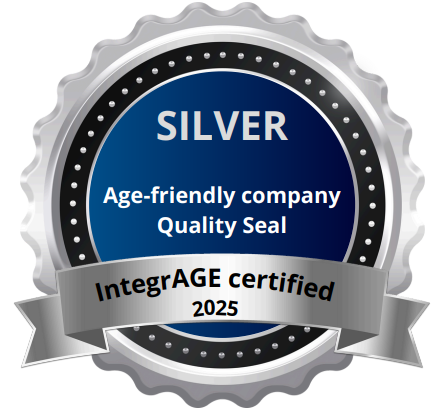 SILVER
Age-friendly company
Quality Seal
IntegrAGE certified
2025